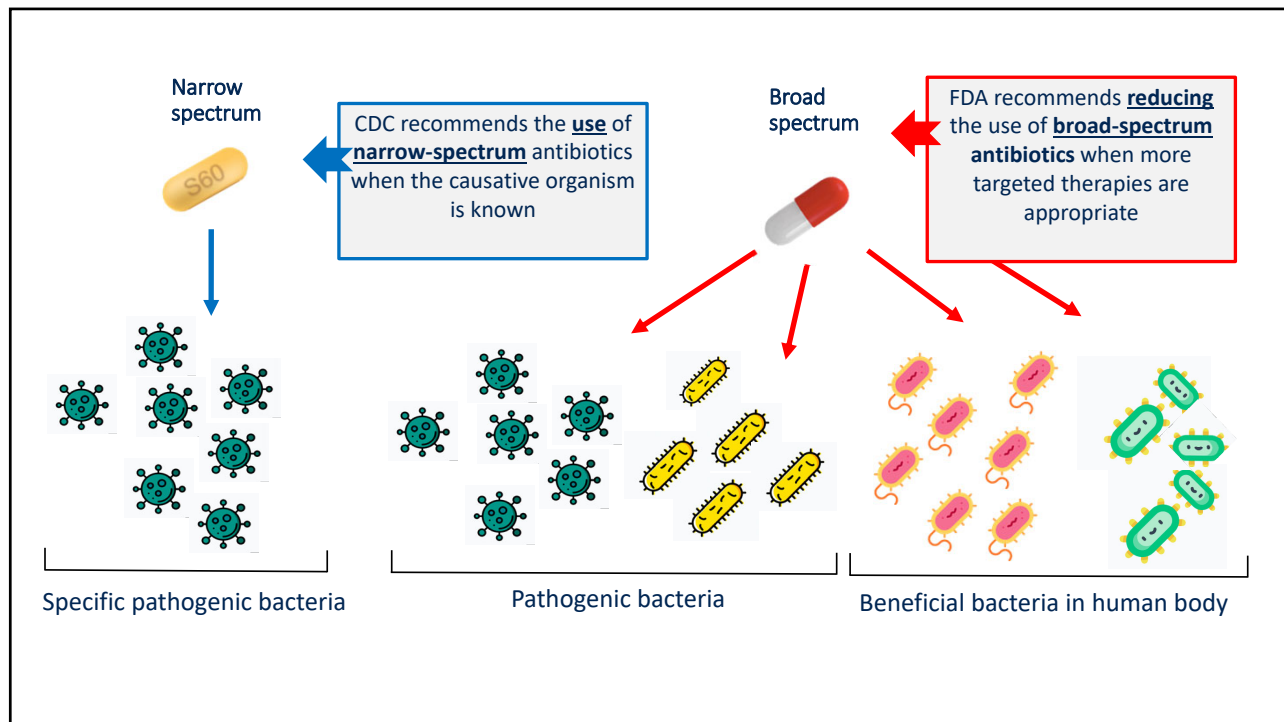 Narrow
spectrum
S60
CDC recommends the use of
narrow-spectrum antibiotics
when the causative organism
is known
Broad
spectrum
FDA recommends reducing
the use of broad-spectrum
antibiotics when more
targeted therapies are
appropriate
Specific pathogenic bacteria
Pathogenic bacteria
Beneficial bacteria in human body